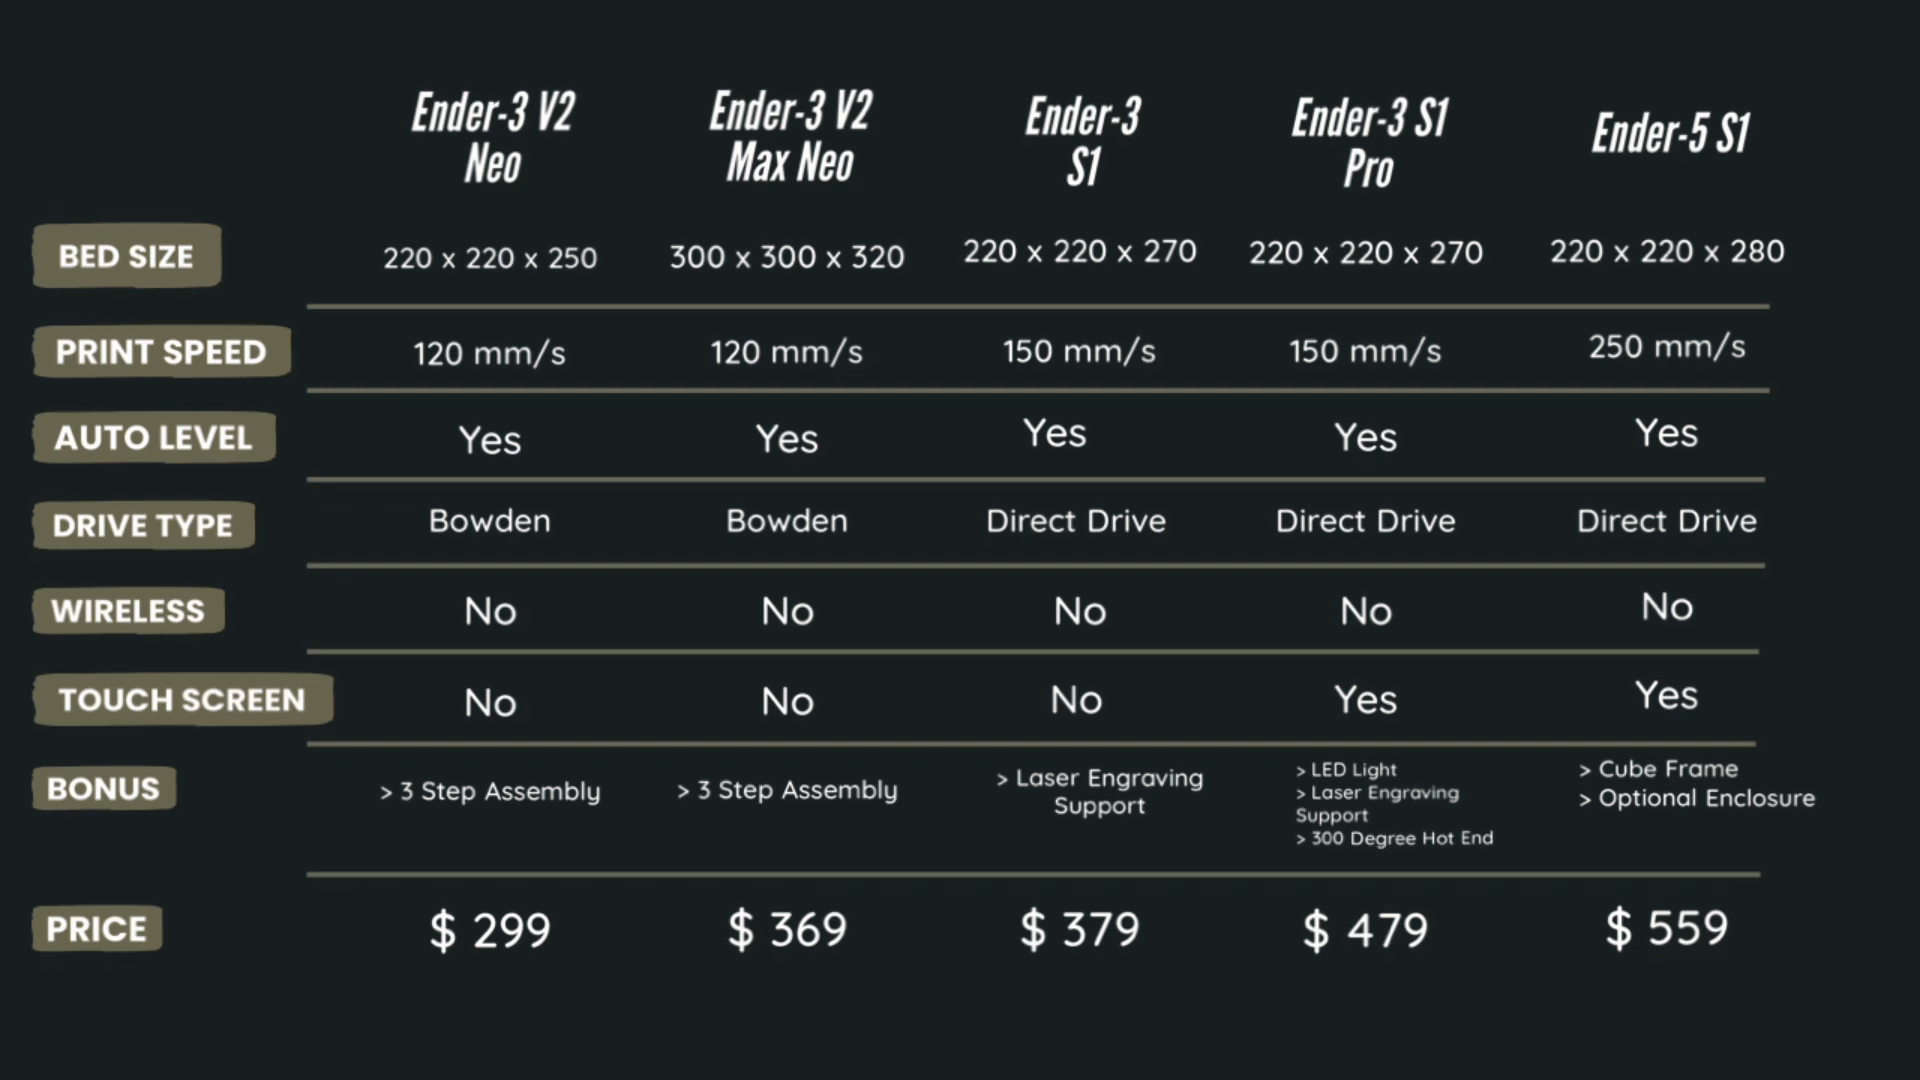 Ender-3 V2 Neo
Ender-3 V2 Max Neo
Ender-3 S1
Ender-3 S1 Pro
Ender-5 S1
BED SIZE 220 x 220 x 250 300 x 300 x 320 220 x 220 x 270 220 x 220 x 270 220 x 220 x 280
PRINT SPEED 120 mm/s 120 mm/s 150 mm/s 150 mm/s 250 mm/s
AUTO LEVEL Yes Yes Yes Yes Yes
DRIVE TYPE Bowden Bowden Direct Drive Direct Drive Direct Drive
WIRELESS No No No No No
TOUCH SCREEN No No No Yes Yes
BONUS
> 3 Step Assembly
> 3 Step Assembly
> Laser Engraving
Support
> LED Light
> Laser Engraving
Support
> 300 Degree Hot End
> Cube Frame
> Optional Enclosure
PRICE $ 299 $ 369 $ 379 $ 479 $ 559